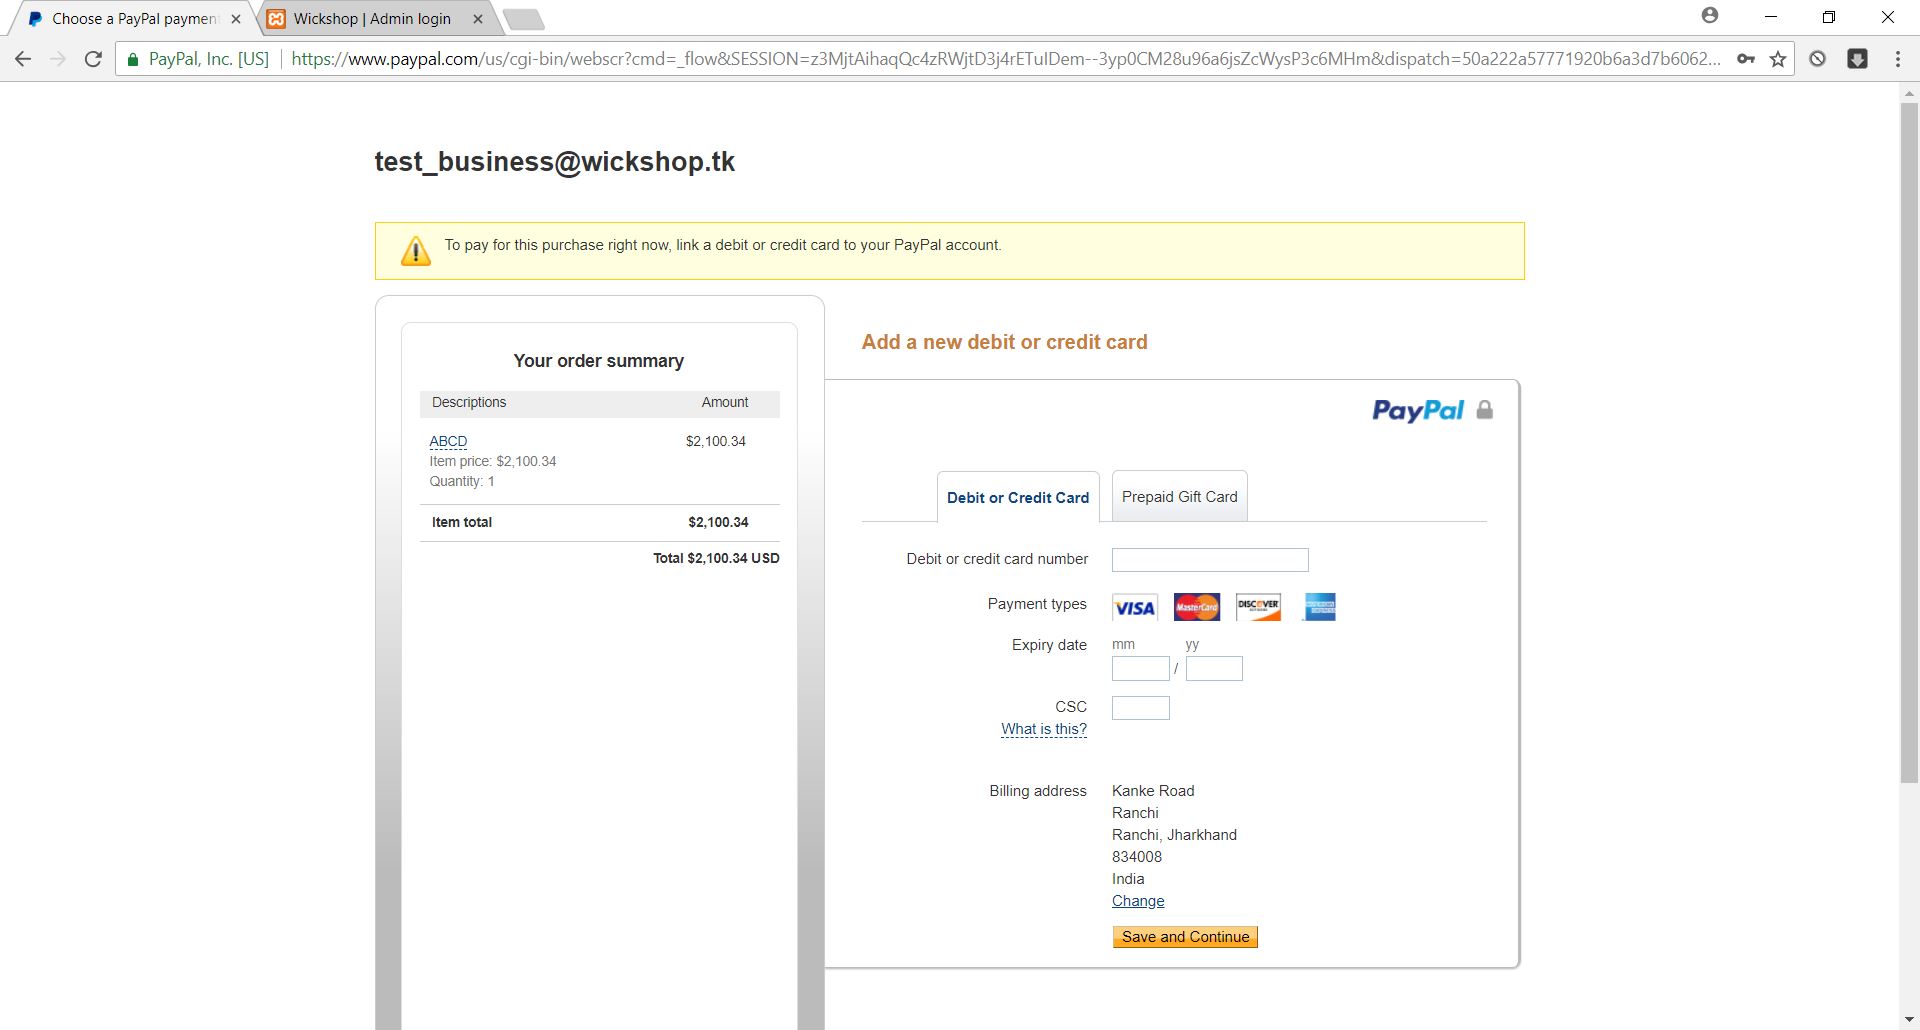 Choose a PayPal paymen
Wickshop | Admin login
PayPal, Inc. [US]
https://www.paypal.com/us/cgi-bin/webscr?cmd=_flow&SESSION=z3MjtAihaqQc4zRWjtD3j4rETuIDem--3yp0CM28u96a6jsZcWysP3c6MHm&dispatch=50a222a57771920b6a3d7b6062...
test_business@wickshop.tk
To pay for this purchase right now, link a debit or credit card to your PayPal account.
Your order summary
Descriptions Amount
ABCD $2,100.34
Item price: $2,100.34
Quantity: 1
Item total $2,100.34
Total $2,100.34 USD
Add a new debit or credit card
PayPal
Debit or Credit Card Prepaid Gift Card
Debit or credit card number
Payment types VISA MasterCard DISCOVER
Expiry date mm yy
/
CSC
What is this?
Billing address Kanke Road
Ranchi
Ranchi, Jharkhand
834008
India
Change
Save and Continue